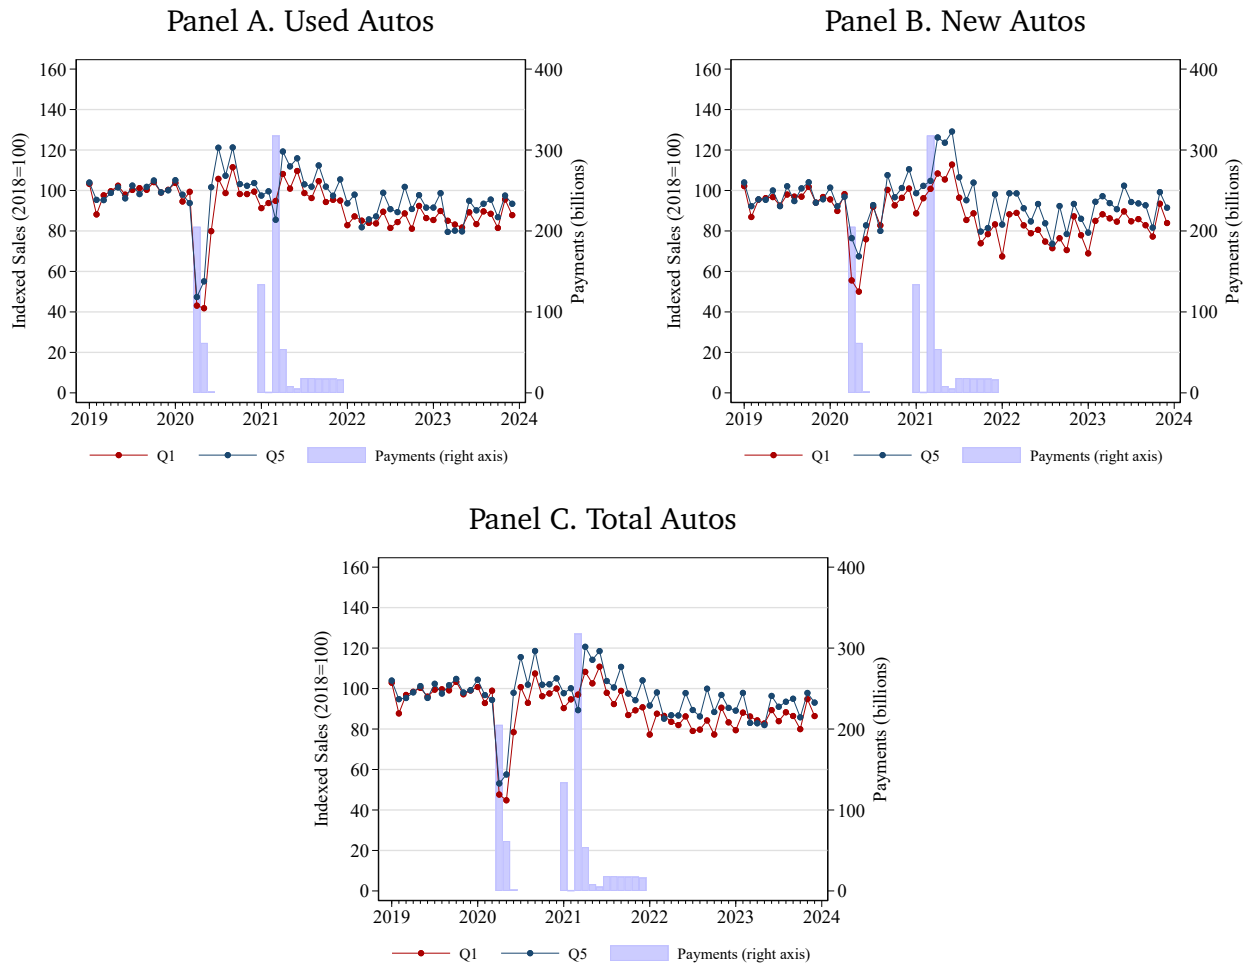 Panel A. Used Autos
160
140
120
100
80
60
40
20
0
Indexed Sales (2018=100)
400
300
200
100
0
Payments (billions)
2019 2020 2021 2022 2023 2024
Q1 Q5 Payments (right axis)
Panel B. New Autos
160
140
120
100
80
60
40
20
0
Indexed Sales (2018=100)
400
300
200
100
0
Payments (billions)
2019 2020 2021 2022 2023 2024
Q1 Q5 Payments (right axis)
Panel C. Total Autos
160
140
120
100
80
60
40
20
0
Indexed Sales (2018=100)
400
300
200
100
0
Payments (billions)
2019 2020 2021 2022 2023 2024
Q1 Q5 Payments (right axis)